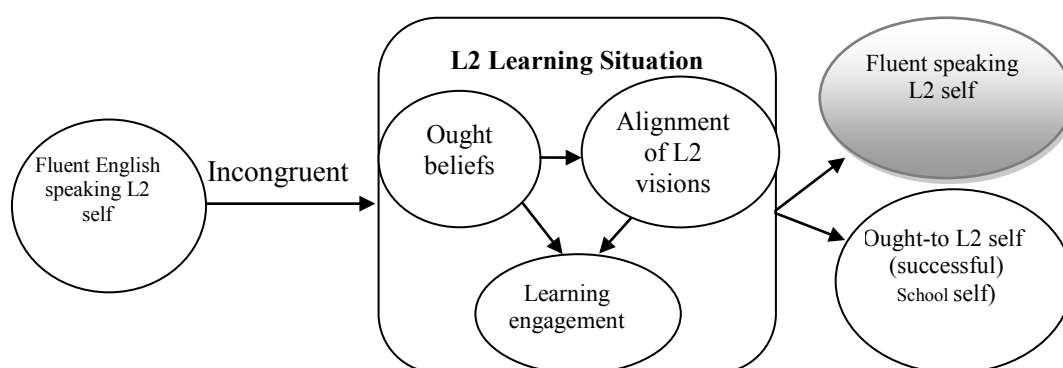 Fluent English
speaking L2
self
Incongruent
L2 Learning Situation
Ought
beliefs
Alignment
of L2
visions
Learning
engagement
Fluent speaking
L2 self
Ought-to L2 self
(successful)
School self)